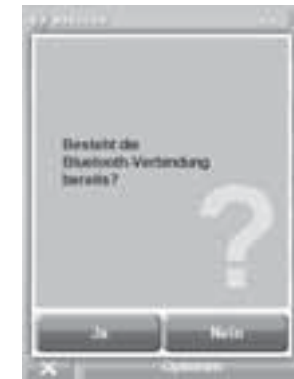 Besteht die
Bluetooth-Verbindung
bereits?
?
Ja Nein
Optionen